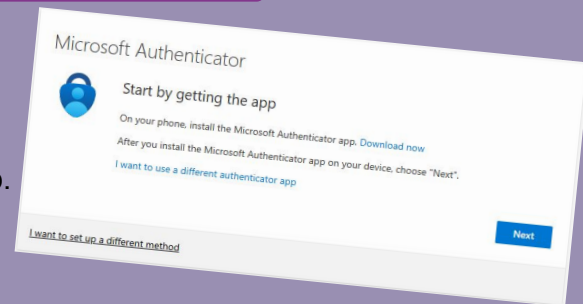 Microsoft Authenticator
Start by getting the app
On your phone, install the Microsoft Authenticator app. Download now
After you install the Microsoft Authenticator app on your device, choose "Next".
I want to use a different authenticator app
Next
I want to set up a different method